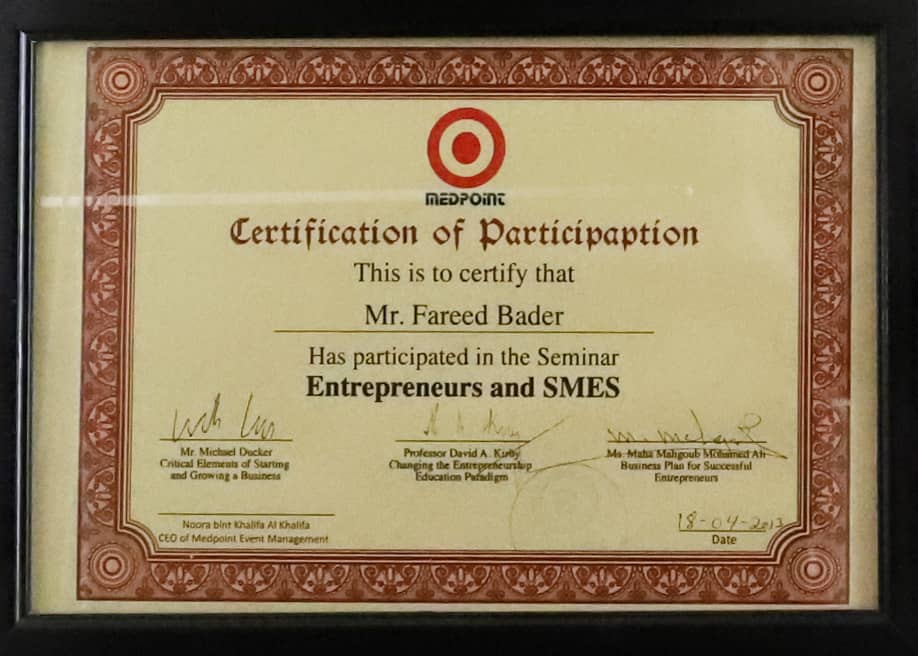 MEDPOINT
Certification of Participaption
This is to certify that
Mr. Fareed Bader
Has participated in the Seminar
Entrepreneurs and SMES
Mr. Michael Ducker
Critical Elements of Starting
and Growing a Business
Professor David A. Kirby
Changing the Entrepreneurship
Education Paradigm
Ms. Maha Mahgoub Mohamed Ali
Business Plan for Successful
Entrepreneurs
Noora bint Khalifa Al Khalifa
CEO of Medpoint Event Management
18-04-2013
Date